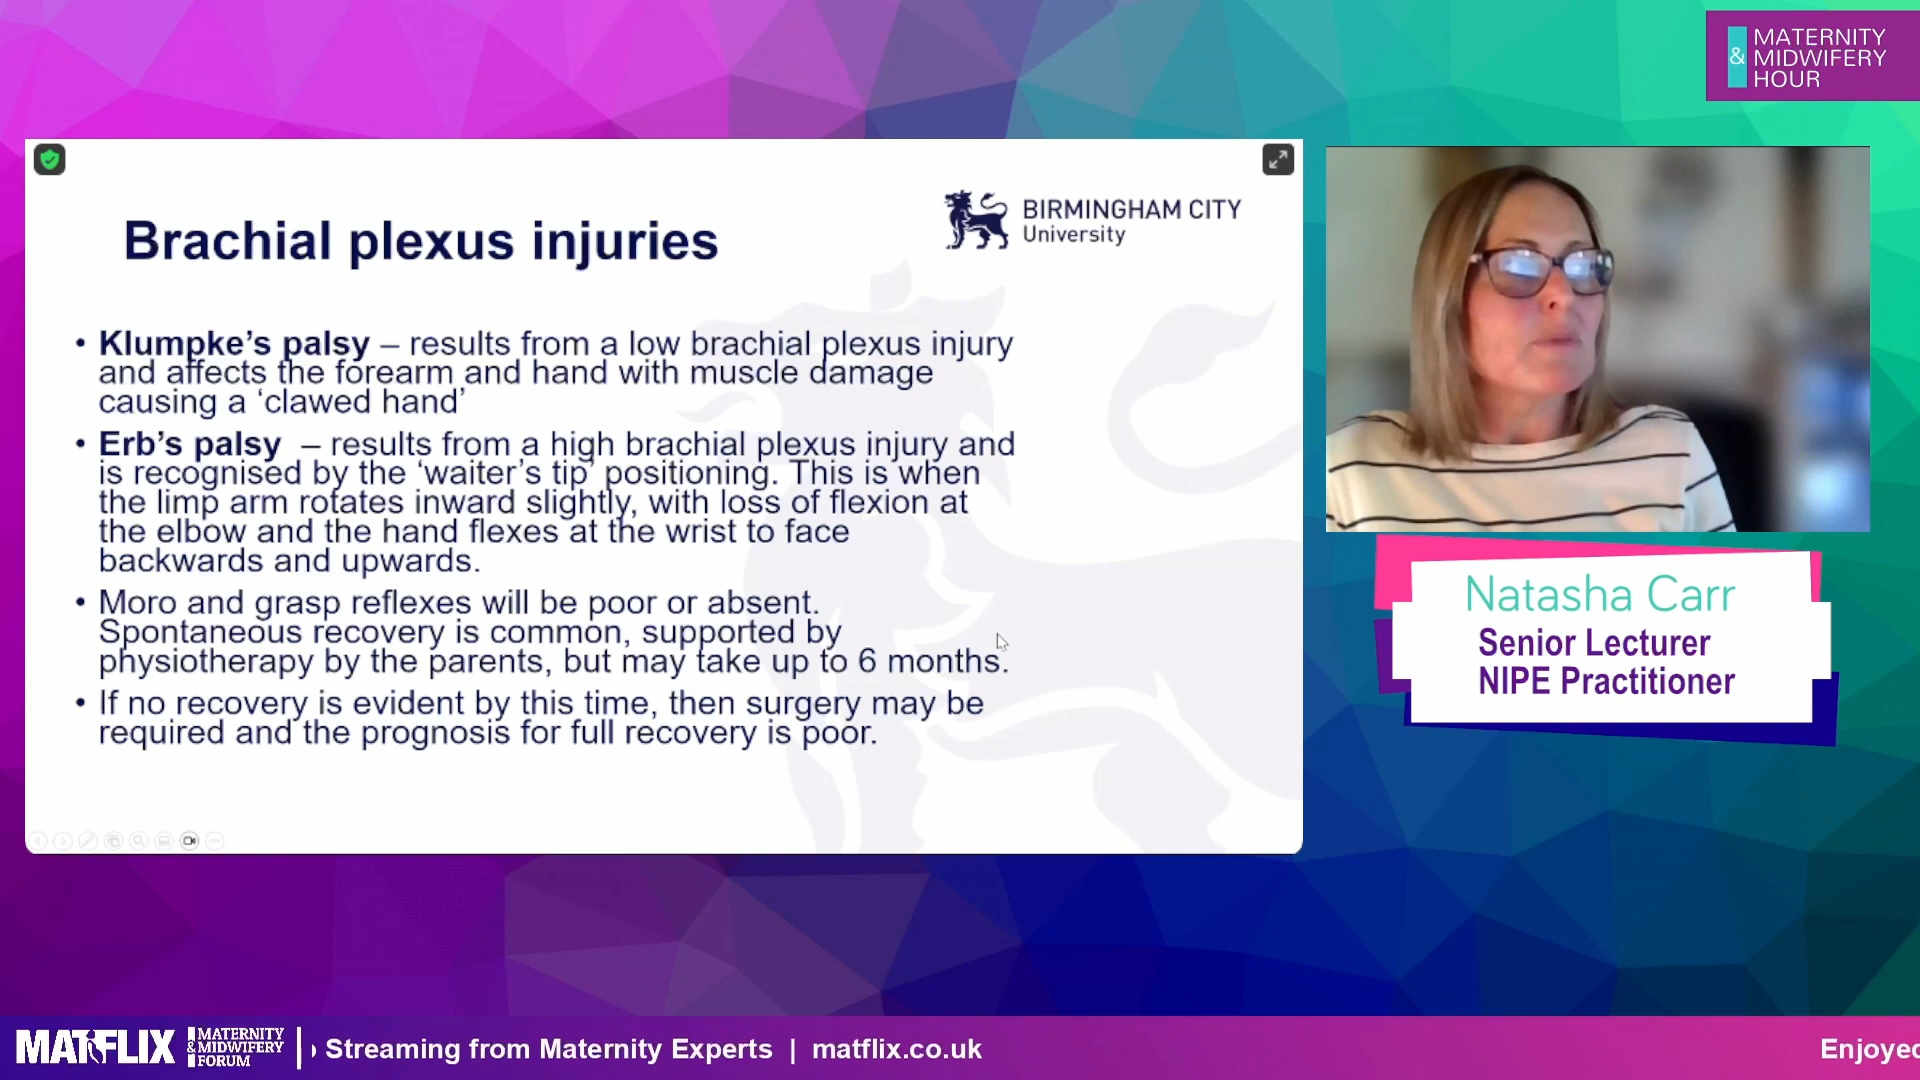 MATERNITY
& MIDWIFERY
HOUR
BIRMINGHAM CITY
University
Brachial plexus injuries
• Klumpke’s palsy – results from a low brachial plexus injury
and affects the forearm and hand with muscle damage
causing a ‘clawed hand’
• Erb’s palsy – results from a high brachial plexus injury and
is recognised by the ‘waiter’s tip’ positioning. This is when
the limp arm rotates inward slightly, with loss of flexion at
the elbow and the hand flexes at the wrist to face
backwards and upwards.
• Moro and grasp reflexes will be poor or absent.
Spontaneous recovery is common, supported by
physiotherapy by the parents, but may take up to 6 months.
• If no recovery is evident by this time, then surgery may be
required and the prognosis for full recovery is poor.
Natasha Carr
Senior Lecturer
NIPE Practitioner
MATFLIX
MATERNITY
& MIDWIFERY
FORUM
Streaming from Maternity Experts | matflix.co.uk
Enjoyed